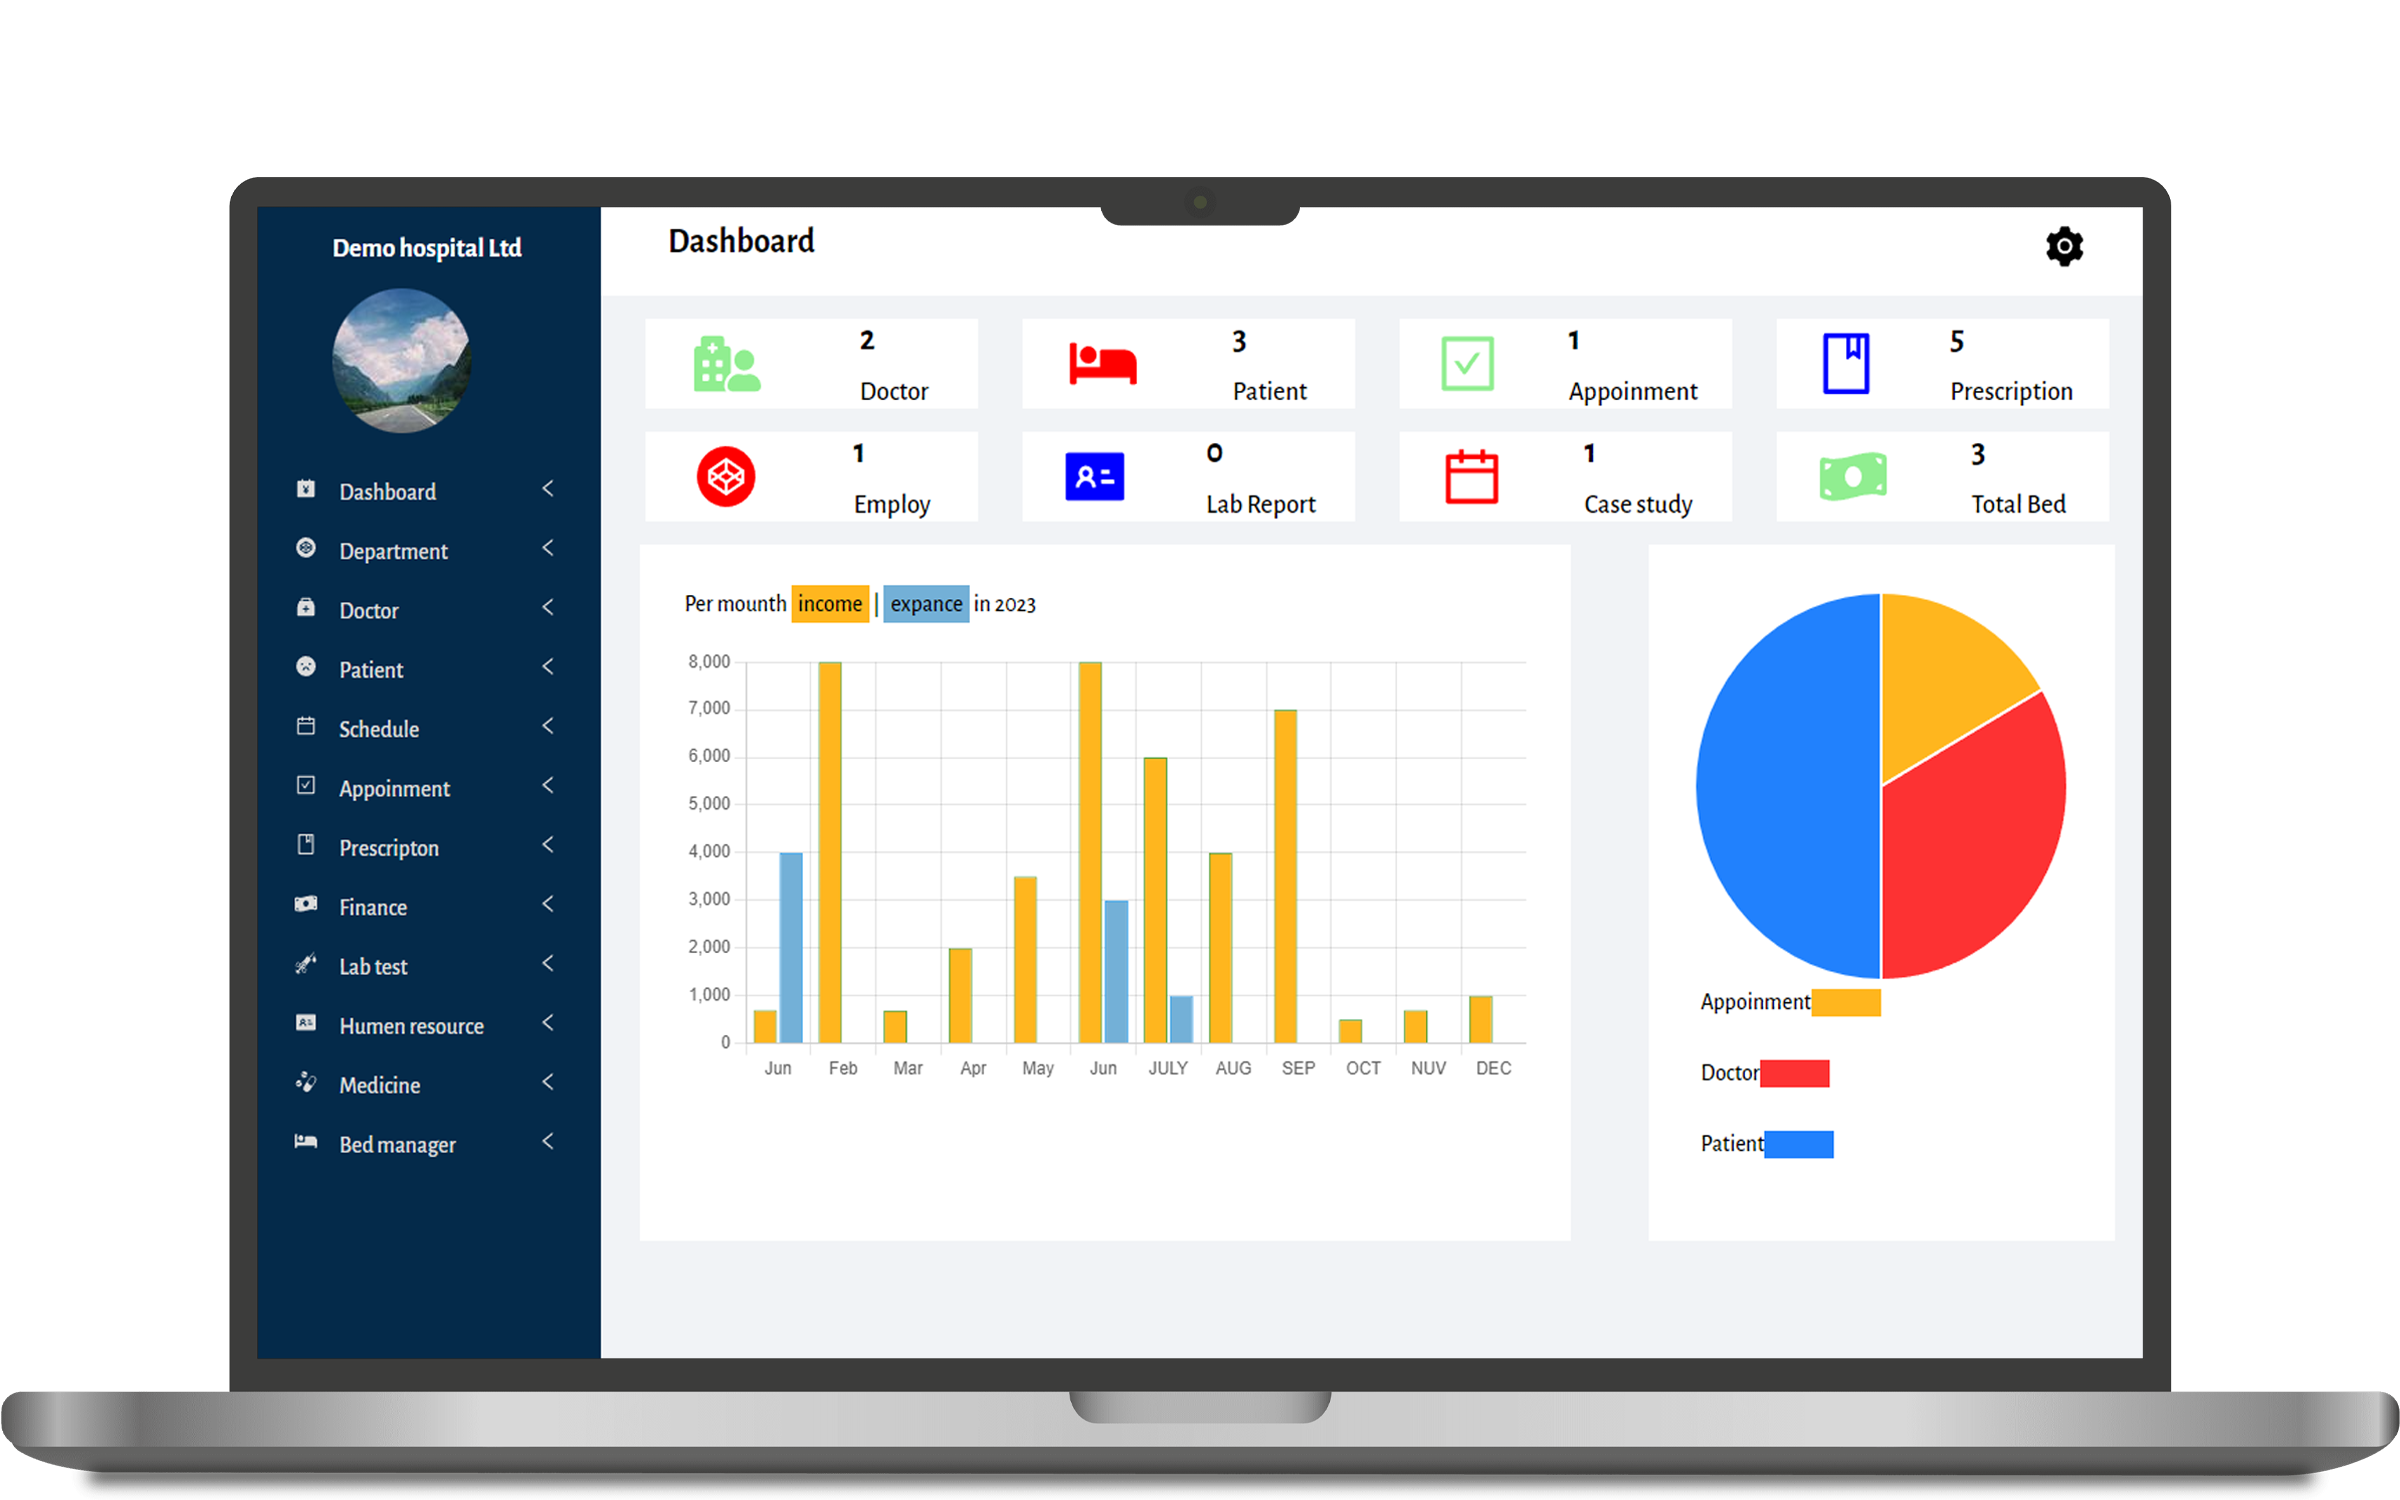 Demo hospital Ltd
Dashboard
Department
Doctor
Patient
Schedule
Appoinment
Prescripton
Finance
Lab test
Humen resource
Medicine
Bed manager
Dashboard
2
Doctor
3
Patient
1
Appoinment
5
Prescription
1
Employ
0
Lab Report
1
Case study
3
Total Bed
Per mounth income | expance in 2023
8,000
7,000
6,000
5,000
4,000
3,000
2,000
1,000
0
Jun Feb Mar Apr May Jun JULY AUG SEP OCT NUV DEC
Appoinment
Doctor
Patient